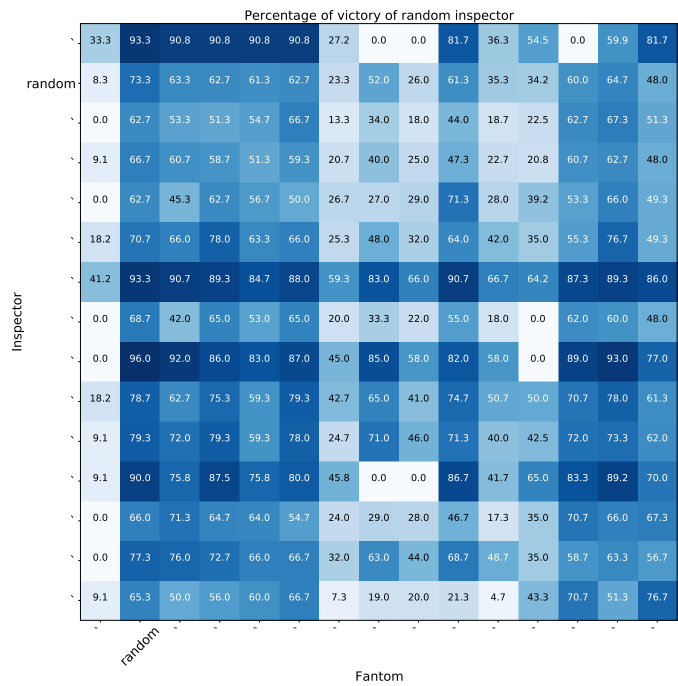 Percentage of victory of random inspector
33.3 93.3 90.8 90.8 90.8 90.8 27.2 0.0 0.0 81.7 36.3 54.5 0.0 59.9 81.7
random 8.3 73.3 63.3 62.7 61.3 62.7 23.3 52.0 26.0 61.3 35.3 34.2 60.0 64.7 48.0
0.0 62.7 53.3 51.3 54.7 66.7 13.3 34.0 18.0 44.0 18.7 22.5 62.7 67.3 51.3
9.1 66.7 60.7 58.7 51.3 59.3 20.7 40.0 25.0 47.3 22.7 20.8 60.7 62.7 48.0
0.0 62.7 45.3 62.7 56.7 50.0 26.7 27.0 29.0 71.3 28.0 39.2 53.3 66.0 49.3
18.2 70.7 66.0 78.0 63.3 66.0 25.3 48.0 32.0 64.0 42.0 35.0 55.3 76.7 49.3
41.2 93.3 90.7 89.3 84.7 88.0 59.3 83.0 66.0 90.7 66.7 64.2 87.3 89.3 86.0
0.0 68.7 42.0 65.0 53.0 65.0 20.0 33.3 22.0 55.0 18.0 0.0 62.0 60.0 48.0
0.0 96.0 92.0 86.0 83.0 87.0 45.0 85.0 58.0 82.0 58.0 0.0 89.0 93.0 77.0
18.2 78.7 62.7 75.3 59.3 79.3 42.7 65.0 41.0 74.7 50.7 50.0 70.7 78.0 61.3
9.1 79.3 72.0 79.3 59.3 78.0 24.7 71.0 46.0 71.3 40.0 42.5 72.0 73.3 62.0
9.1 90.0 75.8 87.5 75.8 80.0 45.8 0.0 0.0 86.7 41.7 65.0 83.3 89.2 70.0
0.0 66.0 71.3 64.7 64.0 54.7 24.0 29.0 28.0 46.7 17.3 35.0 70.7 66.0 67.3
0.0 77.3 76.0 72.7 66.0 66.7 32.0 63.0 44.0 68.7 48.7 35.0 58.7 63.3 56.7
9.1 65.3 50.0 56.0 60.0 66.7 7.3 19.0 20.0 21.3 4.7 43.3 70.7 51.3 76.7
Inspector
random
Fantom